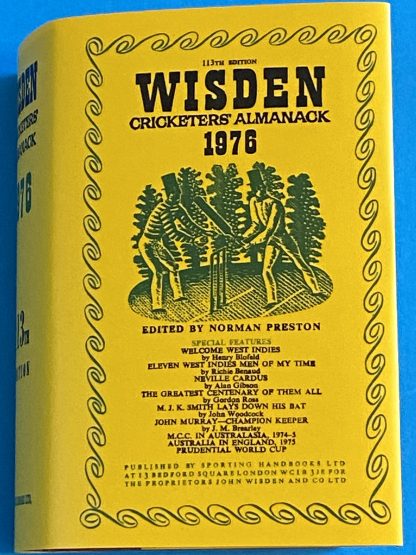 113TH EDITION
WISDEN
CRICKETERS' ALMANACK
1976
EDITED BY NORMAN PRESTON
SPECIAL FEATURES
WELCOME WEST INDIES
by Henry Blofeld
ELEVEN WEST INDIES MEN OF MY TIME
by Richie Benaud
NEVILLE CARDUS
by Alan Gibson
THE GREATEST CENTENARY OF THEM ALL
by Gordon Ross
M. J. K. SMITH LAYS DOWN HIS BAT
by John Woodcock
JOHN MURRAY—CHAMPION KEEPER
by J. M. Brearley
M.C.C. IN AUSTRALASIA, 1974-5
AUSTRALIA IN ENGLAND, 1975
PRUDENTIAL WORLD CUP
PUBLISHED BY SPORTING HANDBOOKS LTD
AT 13 BEDFORD SQUARE LONDON WC1B 3JE FOR
THE PROPRIETORS JOHN WISDEN AND CO LTD